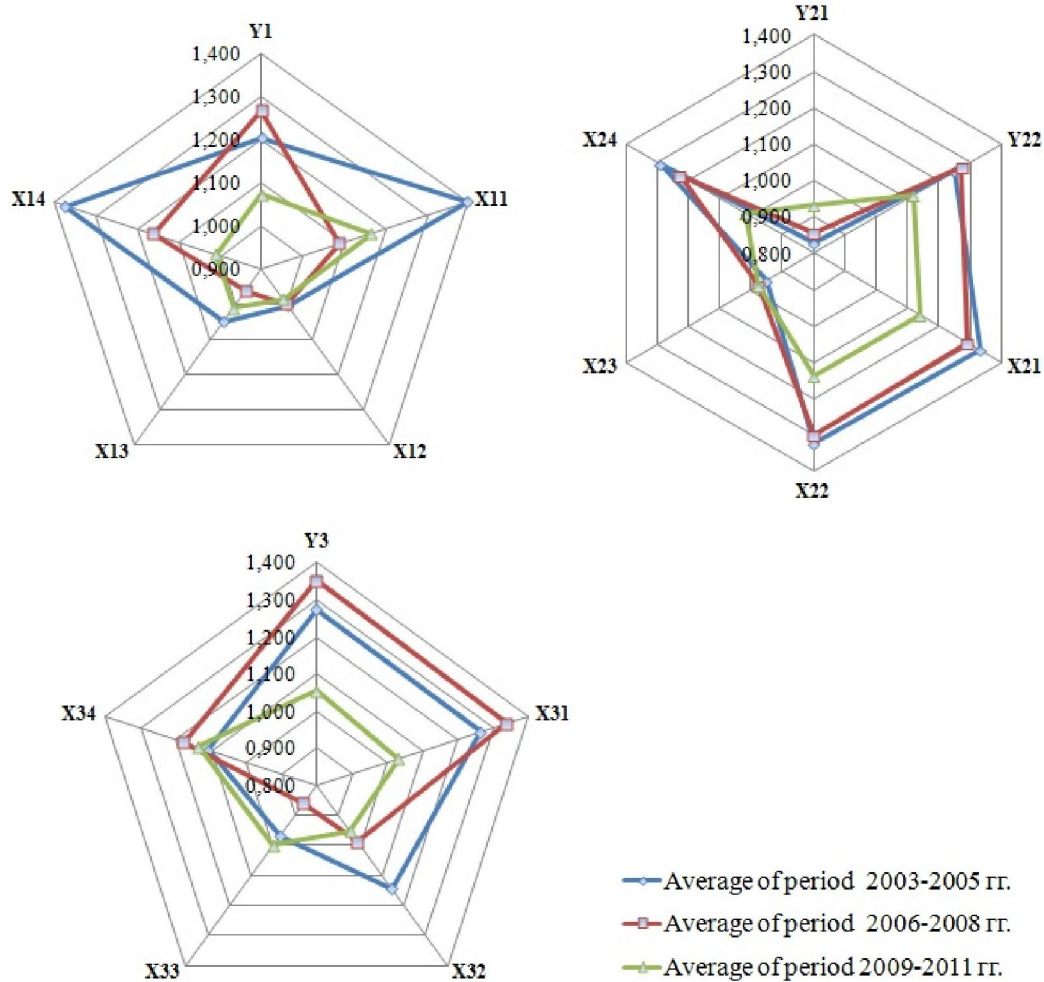 Y1
1,400
1,300
1,200
1,100
1,000
0,900
X11
X12
X13
X14
Y21
1,400
1,300
1,200
1,100
1,000
0,900
0,800
Y22
X21
X22
X23
X24
Y3
1,400
1,300
1,200
1,100
1,000
0,900
0,800
X31
X32
X33
X34
Average of period 2003-2005 гг.
Average of period 2006-2008 гг.
Average of period 2009-2011 гг.